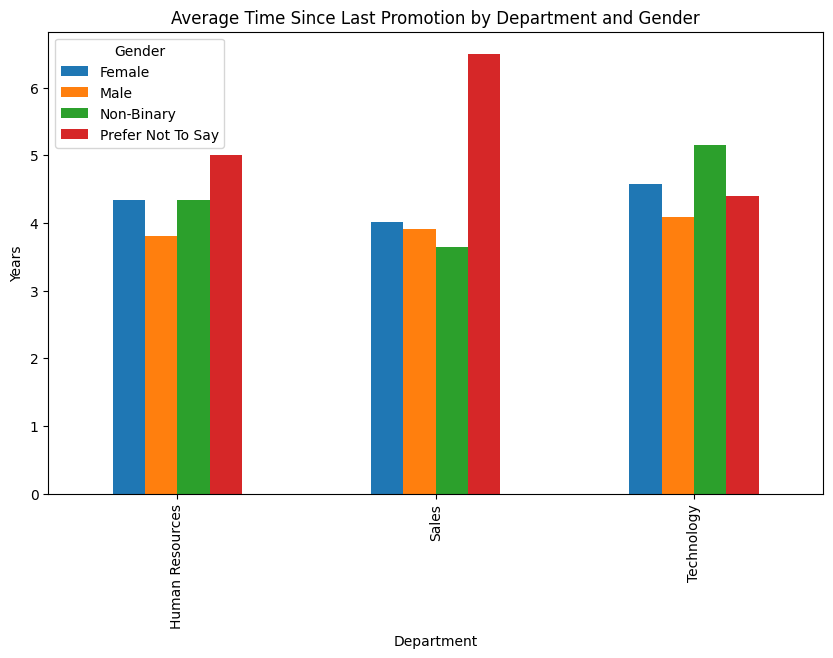 Average Time Since Last Promotion by Department and Gender
Gender
Female
Male
Non-Binary
Prefer Not To Say
6
5
4
3
2
1
0
Years
Human Resources
Sales
Technology
Department